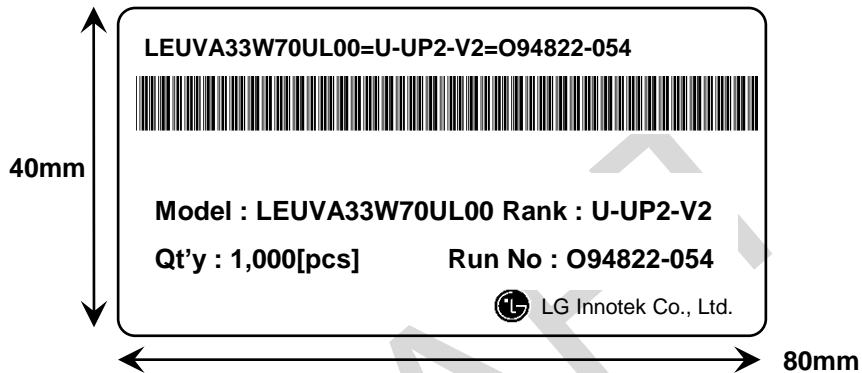 LEUVA33W70UL00=U-UP2-V2=O94822-054
40mm
Model : LEUVA33W70UL00 Rank : U-UP2-V2
Qt'y : 1,000[pcs] Run No : O94822-054
LG Innotek Co., Ltd.
80mm